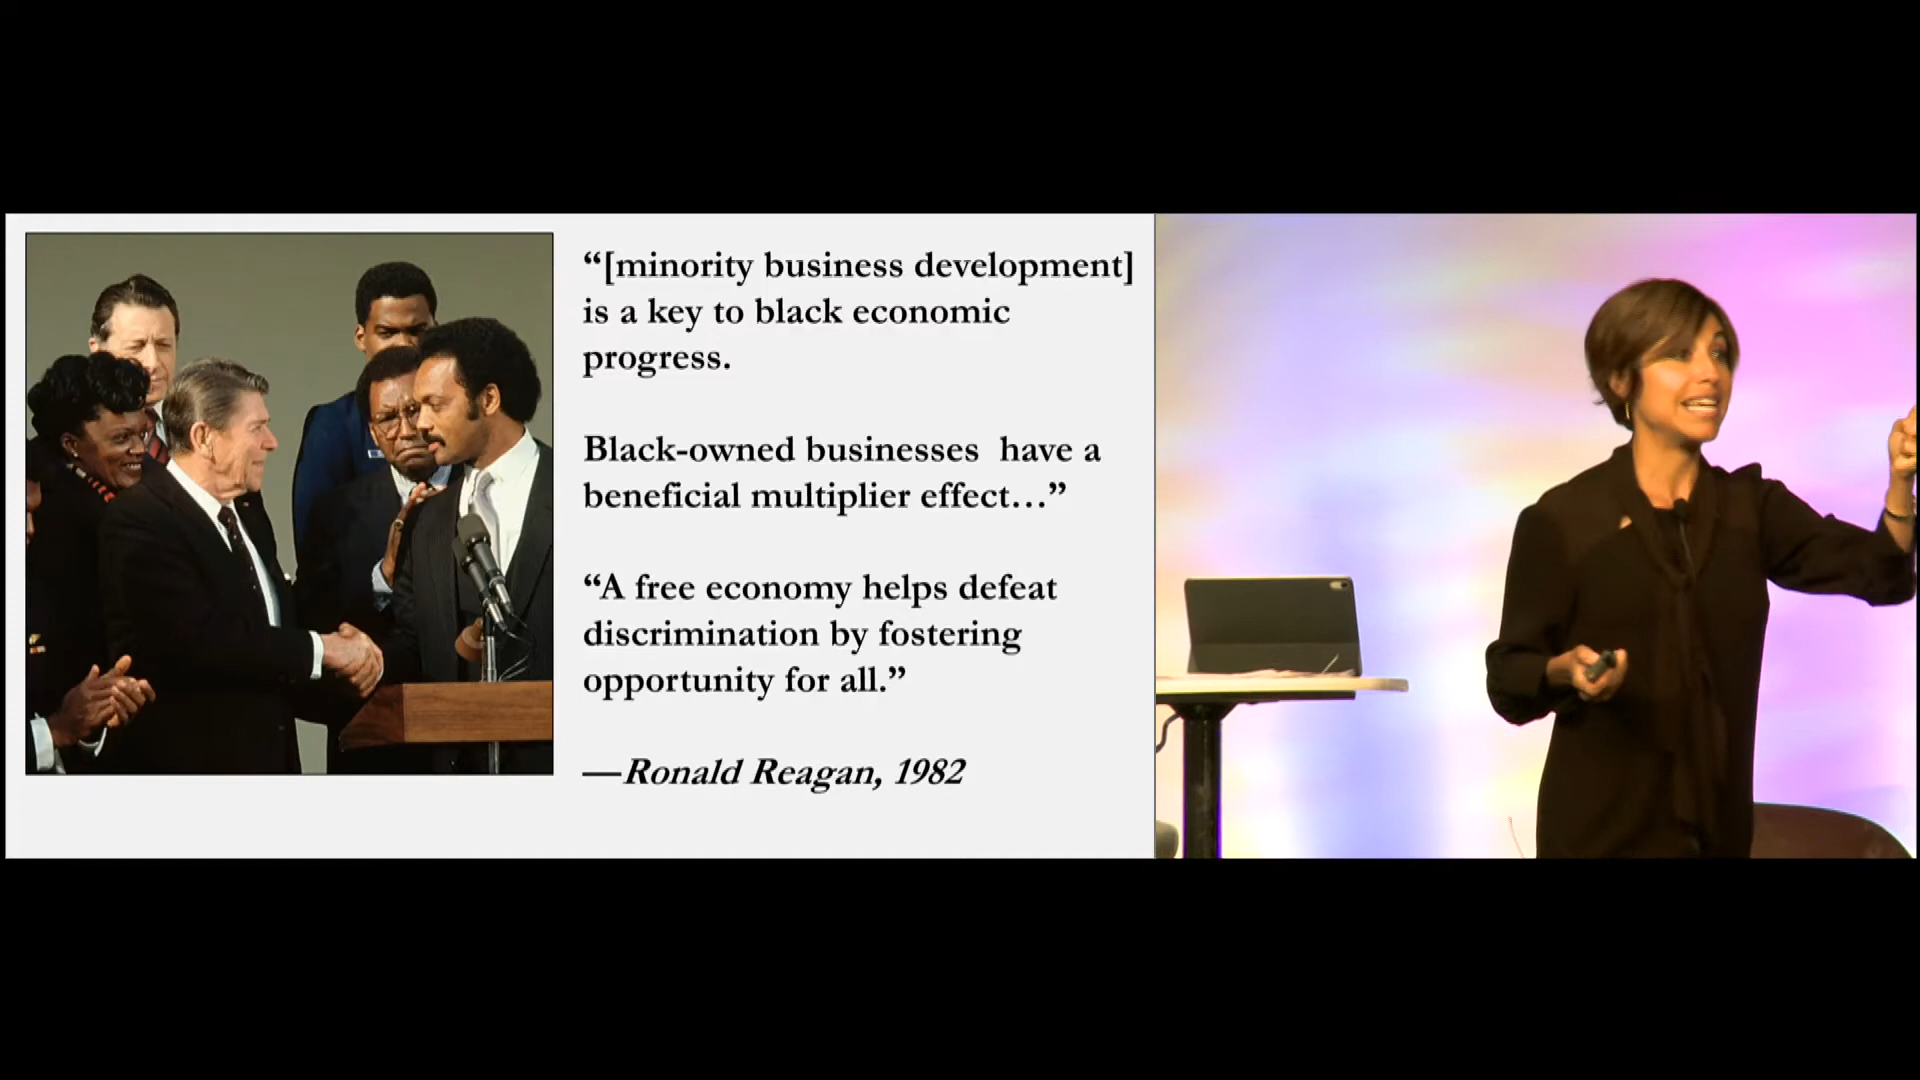 “[minority business development]
is a key to black economic
progress.
Black-owned businesses  have a
beneficial multiplier effect…”
“A free economy helps defeat
discrimination by fostering
opportunity for all.”
—Ronald Reagan, 1982